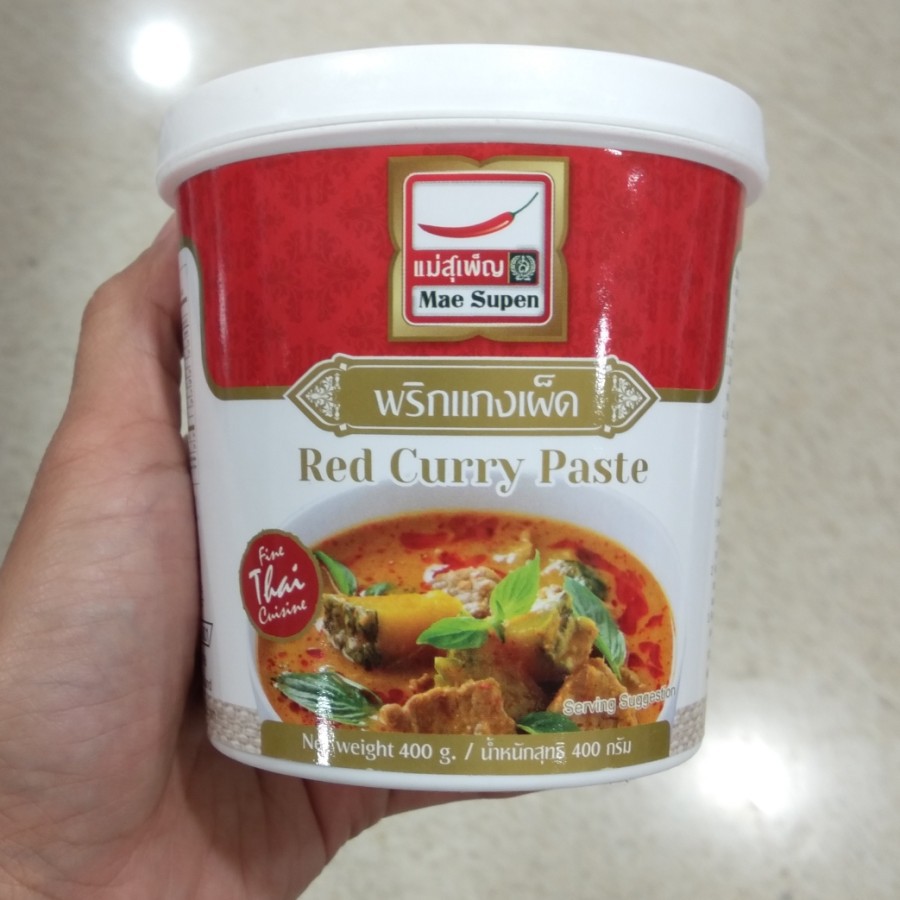 แม่สุเพ็ญ
Mae Supen
พริกแกงเผ็ด
Red Curry Paste
Fine
Thai
Cuisine
Serving Suggestion
Net weight 400 g. / น้ำหนักสุทธิ 400 กรัม